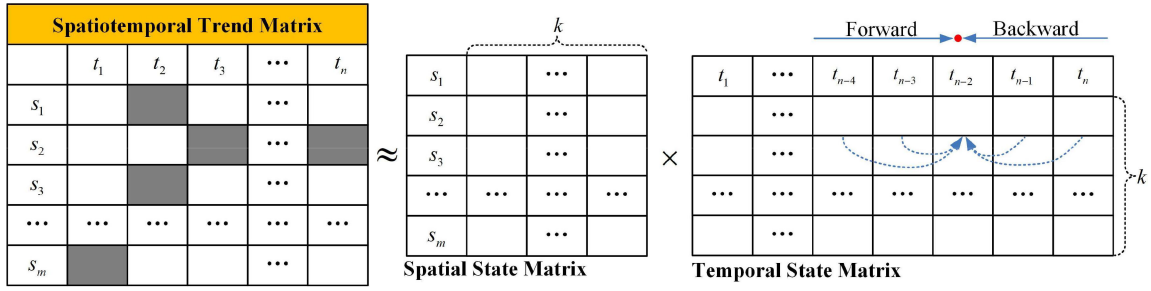 Spatiotemporal Trend Matrix
t1 t2 t3 ... tn
s1 ...
s2 ...
s3 ...
... ... ... ... ... ...
sm ...
≈
k
s1 ...
s2 ...
s3 ...
... ... ... ...
sm ...
Spatial State Matrix
×
Forward Backward
t1 ... tn-4 tn-3 tn-2 tn-1 tn
...
...
... ... ... ... ... ... ...
...
k
Temporal State Matrix